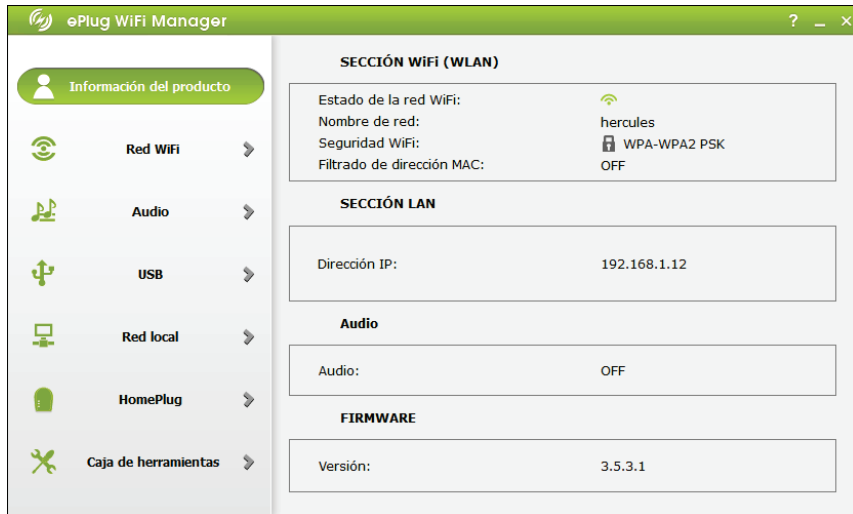 ePlug WiFi Manager
? _ ×
Información del producto
Red WiFi
Audio
USB
Red local
HomePlug
Caja de herramientas
SECCIÓN WiFi (WLAN)
Estado de la red WiFi:
Nombre de red: hercules
Seguridad WiFi: WPA-WPA2 PSK
Filtrado de dirección MAC: OFF
SECCIÓN LAN
Dirección IP: 192.168.1.12
Audio
Audio: OFF
FIRMWARE
Versión: 3.5.3.1